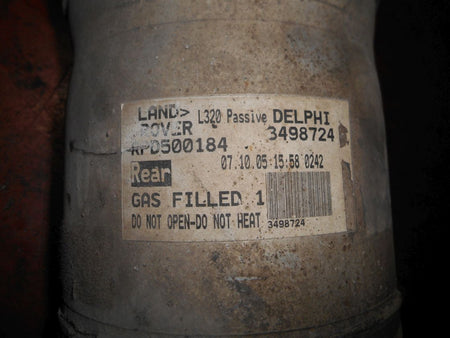 LAND> L320 Passive DELPHI
ROVER 3498724
RPD500184
07.10.05-15:58 0242
Rear
GAS FILLED 1
DO NOT OPEN-DO NOT HEAT 3498724